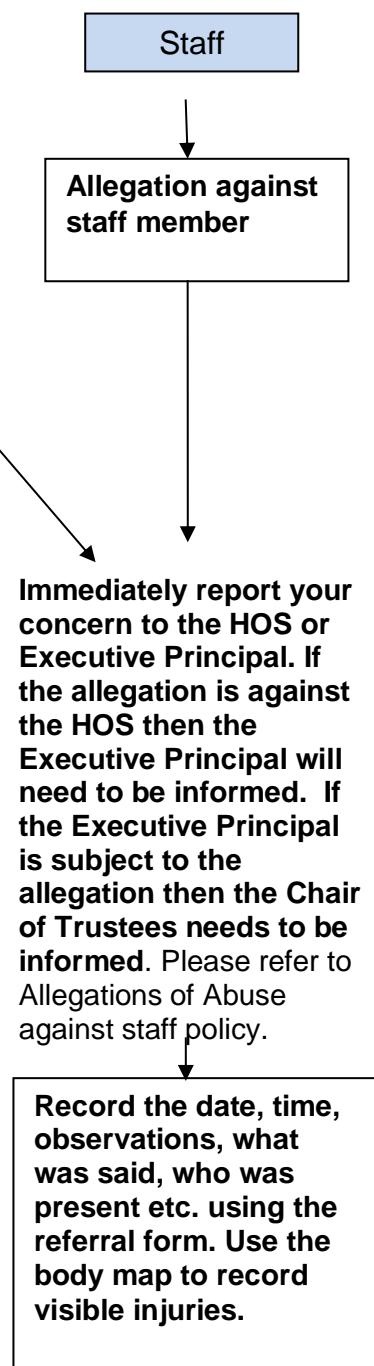 Staff
Allegation against
staff member
Immediately report your
concern to the HOS or
Executive Principal. If
the allegation is against
the HOS then the
Executive Principal will
need to be informed.  If
the Executive Principal
is subject to the
allegation then the Chair
of Trustees needs to be
informed. Please refer to
Allegations of Abuse
against staff policy.
Record the date, time,
observations, what
was said, who was
present etc. using the
referral form. Use the
body map to record
visible injuries.